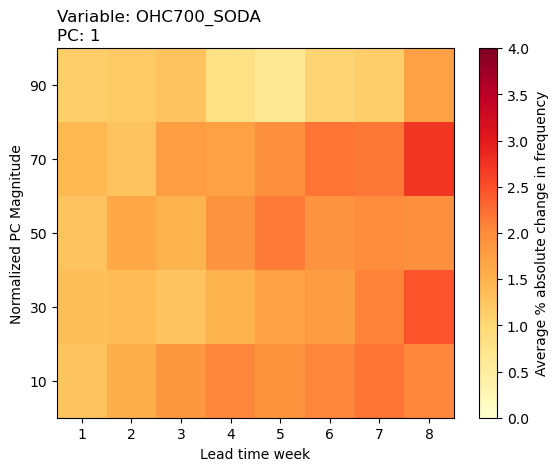 Variable: OHC700_SODA
PC: 1
90
70
50
30
10
Normalized PC Magnitude
1 2 3 4 5 6 7 8
Lead time week
4.0
3.5
3.0
2.5
2.0
1.5
1.0
0.5
0.0
Average % absolute change in frequency